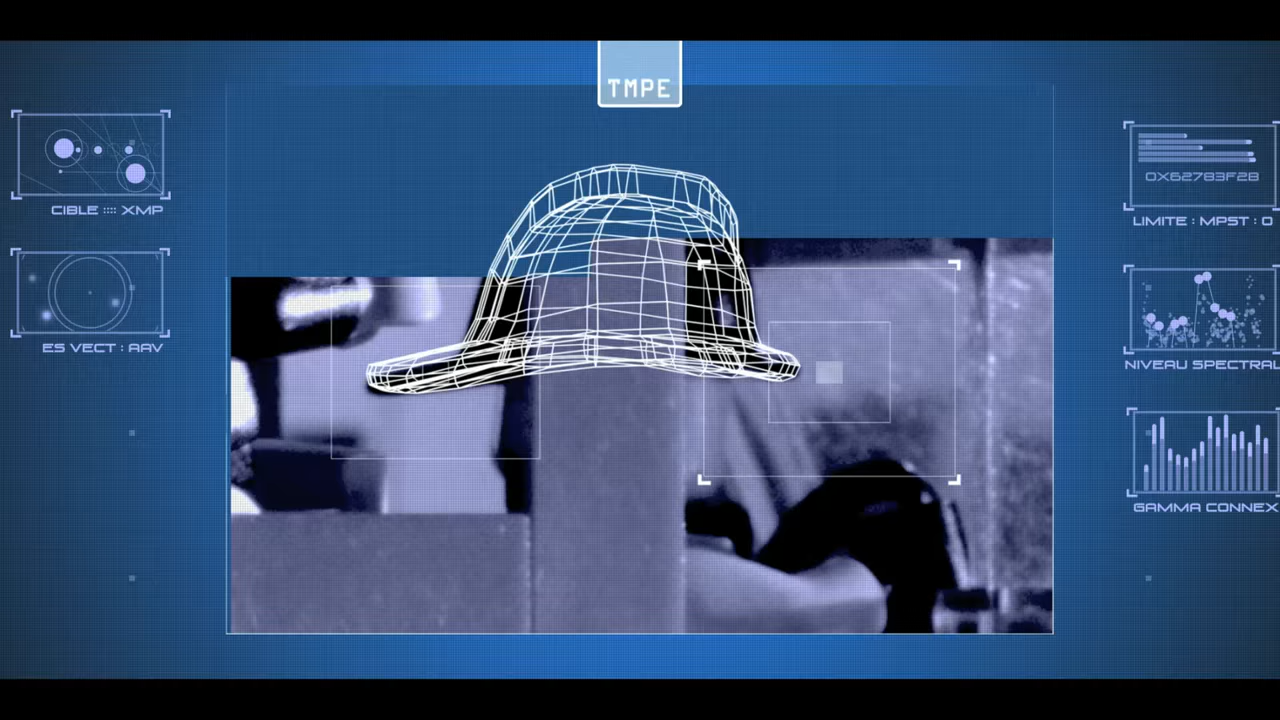 TMPE
CIBLE :::: XMP
ES VECT : AAV
0X62783F28
LIMITE : MPST : 0
NIVEAU SPECTRAL
GAMMA CONNEX